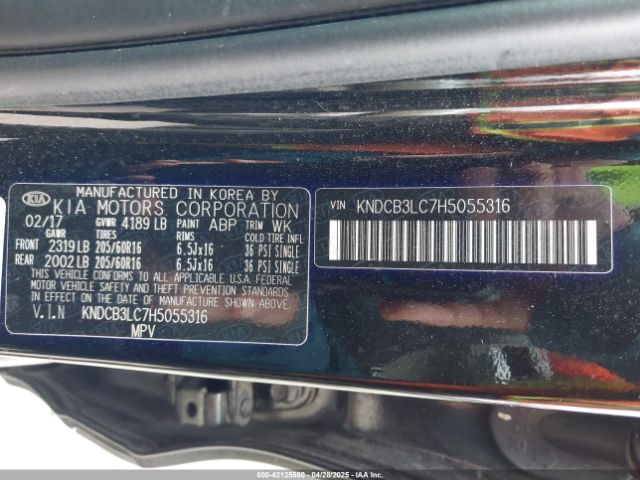 MANUFACTURED IN KOREA BY
KIA KIA MOTORS CORPORATION
02/17 GVWR 4189 LB PAINT ABP TRIM WK
GAWR TIRES RIMS COLD TIRE INFL
FRONT 2319 LB 205/60R16 6.5Jx16 36 PSI SINGLE
REAR 2002 LB 205/60R16 6.5Jx16 36 PSI SINGLE
THIS VEHICLE CONFORMS TO ALL APPLICABLE U.S.A. FEDERAL
MOTOR VEHICLE SAFETY AND THEFT PREVENTION STANDARDS
IN EFFECT ON THE DATE OF MANUFACTURE SHOWN ABOVE.
V.I.N KNDCB3LC7H5055316
MPV
VIN KNDCB3LC7H5055316
000-42125580 - 04/28/2025 - IAAI.COM